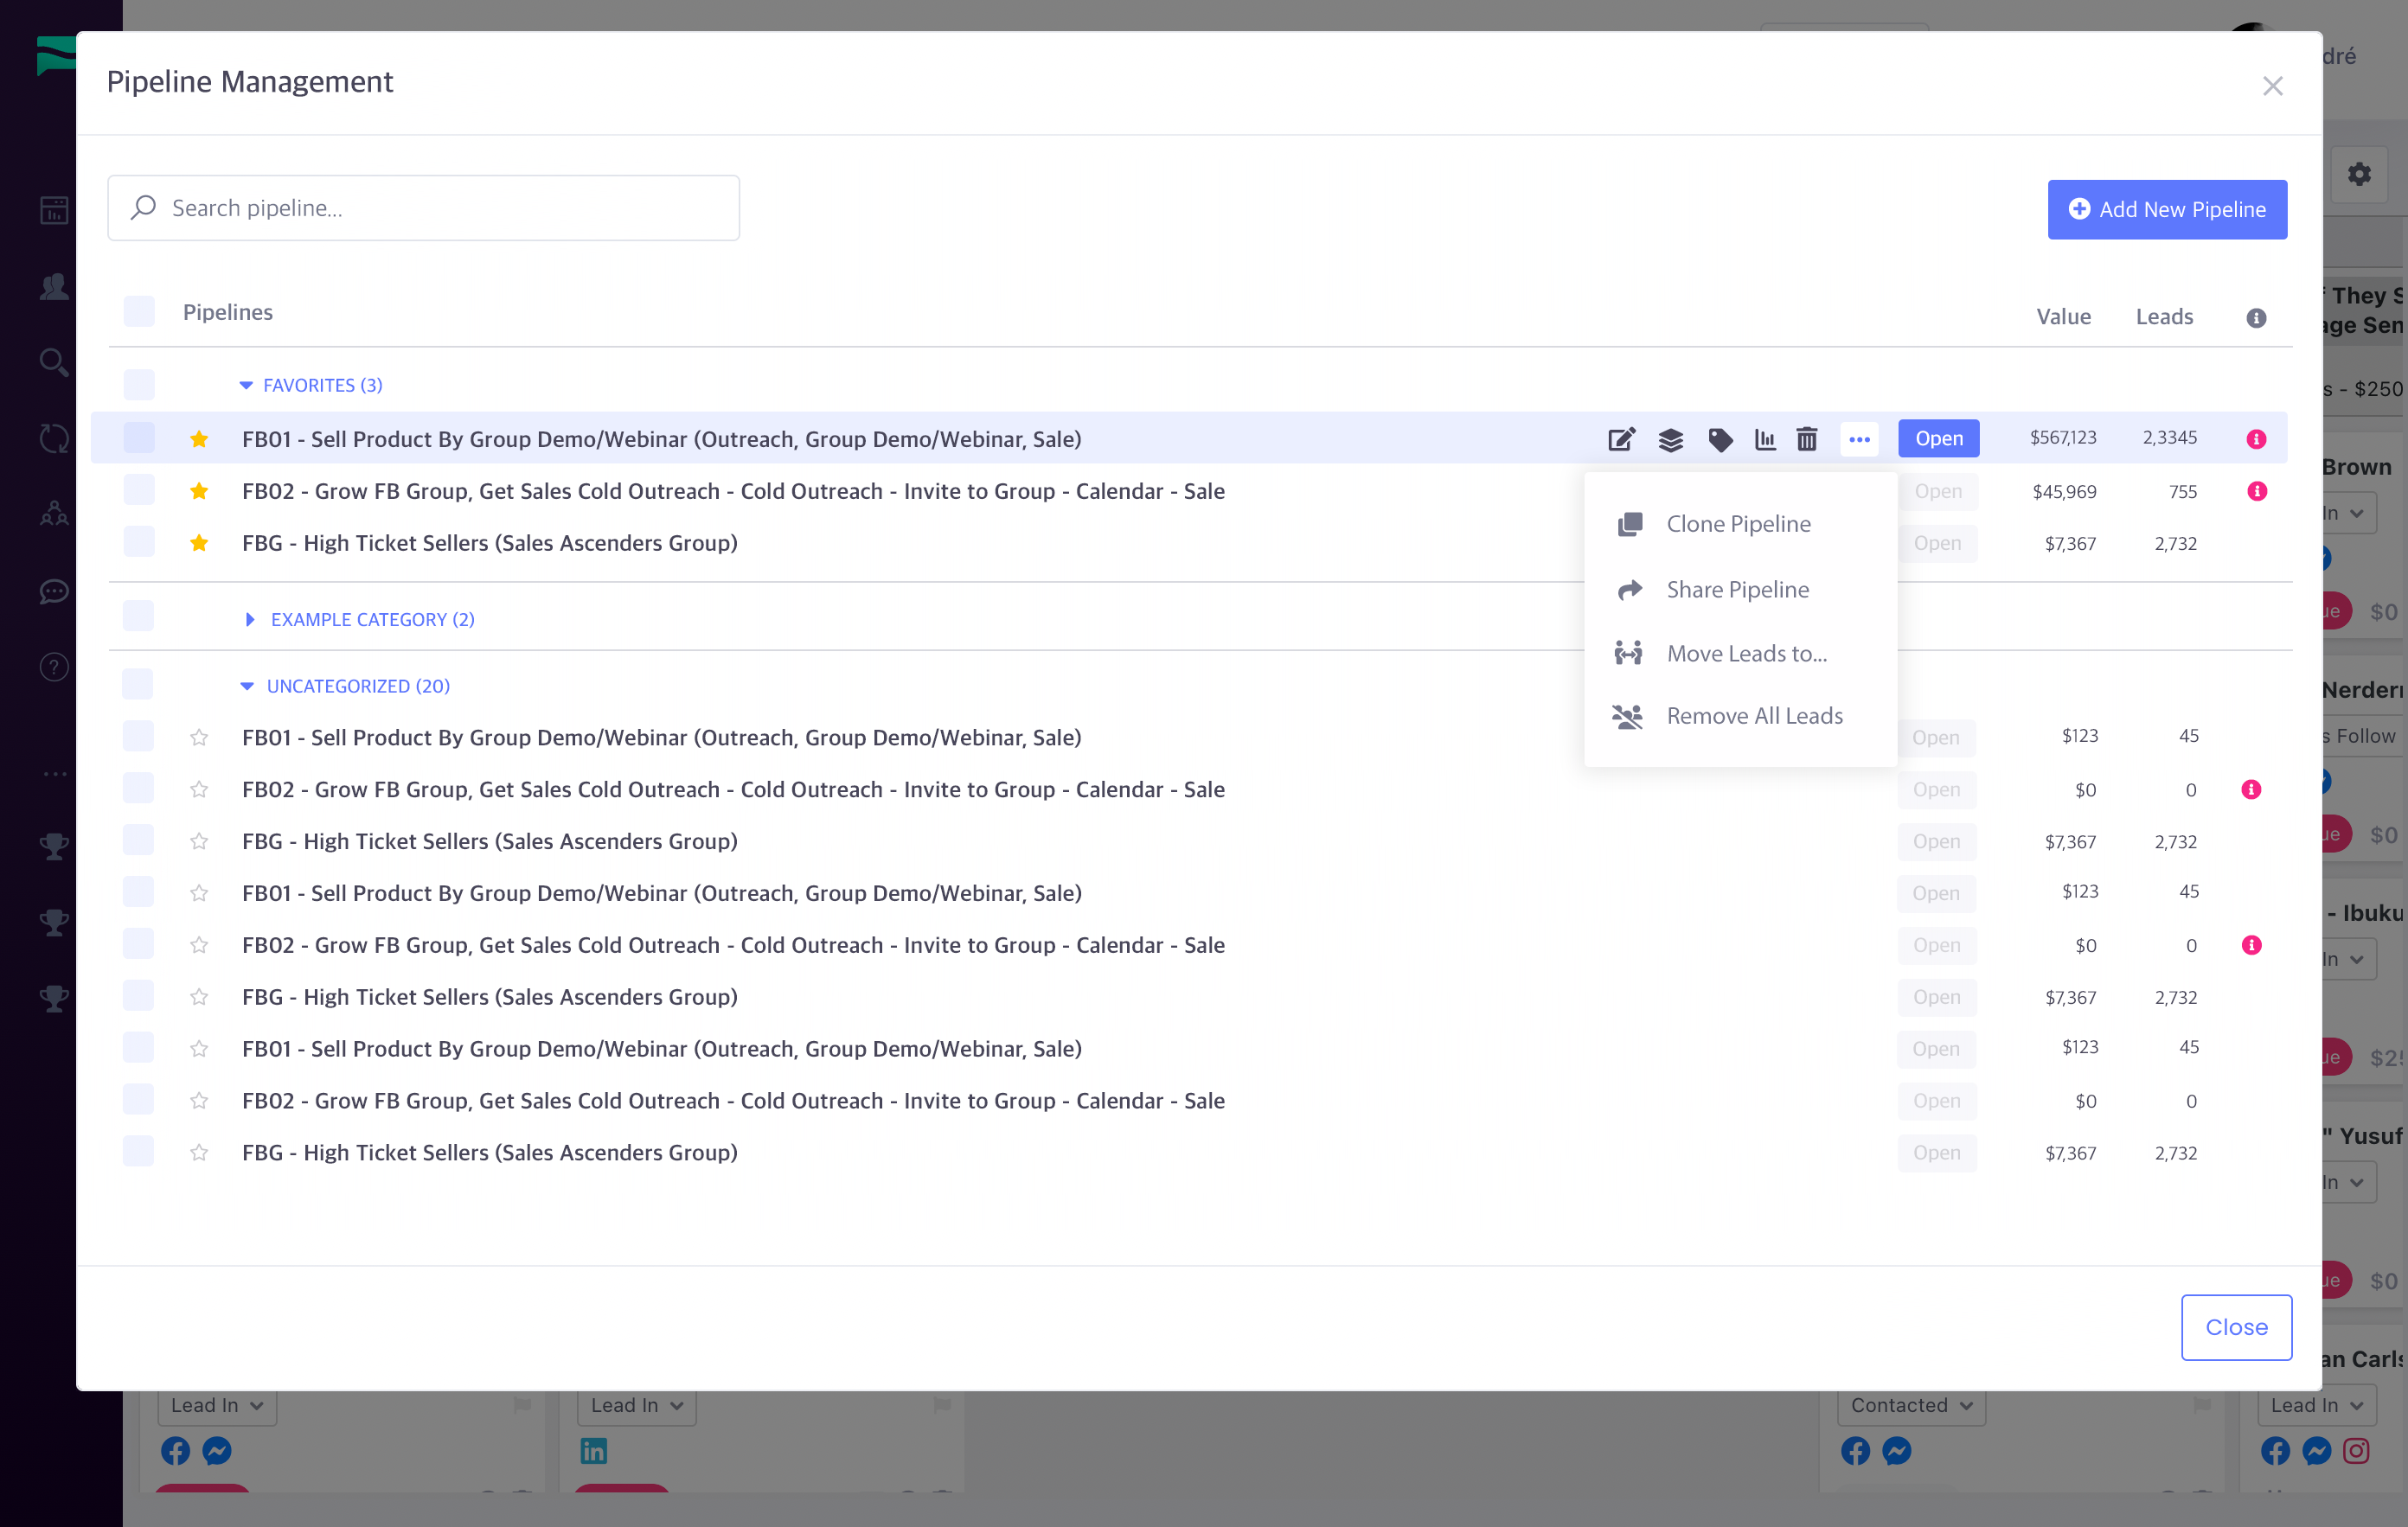 dré
Pipeline Management
Search pipeline...
Add New Pipeline
Pipelines Value Leads
They S
age Sen
FAVORITES (3)
s - $250
FB01 - Sell Product By Group Demo/Webinar (Outreach, Group Demo/Webinar, Sale) Open $567,123 2,3345
Brown
FB02 - Grow FB Group, Get Sales Cold Outreach - Cold Outreach - Invite to Group - Calendar - Sale Open $45,969 755
In
Clone Pipeline
FBG - High Ticket Sellers (Sales Ascenders Group) Open $7,367 2,732
Share Pipeline
ue $0
EXAMPLE CATEGORY (2)
Move Leads to...
UNCATEGORIZED (20)
Nerderr
Remove All Leads
FB01 - Sell Product By Group Demo/Webinar (Outreach, Group Demo/Webinar, Sale) Open $123 45
s Follow
FB02 - Grow FB Group, Get Sales Cold Outreach - Cold Outreach - Invite to Group - Calendar - Sale Open $0 0
ue $0
FBG - High Ticket Sellers (Sales Ascenders Group) Open $7,367 2,732
FB01 - Sell Product By Group Demo/Webinar (Outreach, Group Demo/Webinar, Sale) Open $123 45
- Ibuku
FB02 - Grow FB Group, Get Sales Cold Outreach - Cold Outreach - Invite to Group - Calendar - Sale Open $0 0
In
FBG - High Ticket Sellers (Sales Ascenders Group) Open $7,367 2,732
FB01 - Sell Product By Group Demo/Webinar (Outreach, Group Demo/Webinar, Sale) Open $123 45
ue $25
FB02 - Grow FB Group, Get Sales Cold Outreach - Cold Outreach - Invite to Group - Calendar - Sale Open $0 0
" Yusuf
FBG - High Ticket Sellers (Sales Ascenders Group) Open $7,367 2,732
In
ue $0
Close
an Carls
Lead In Lead In Contacted Lead In